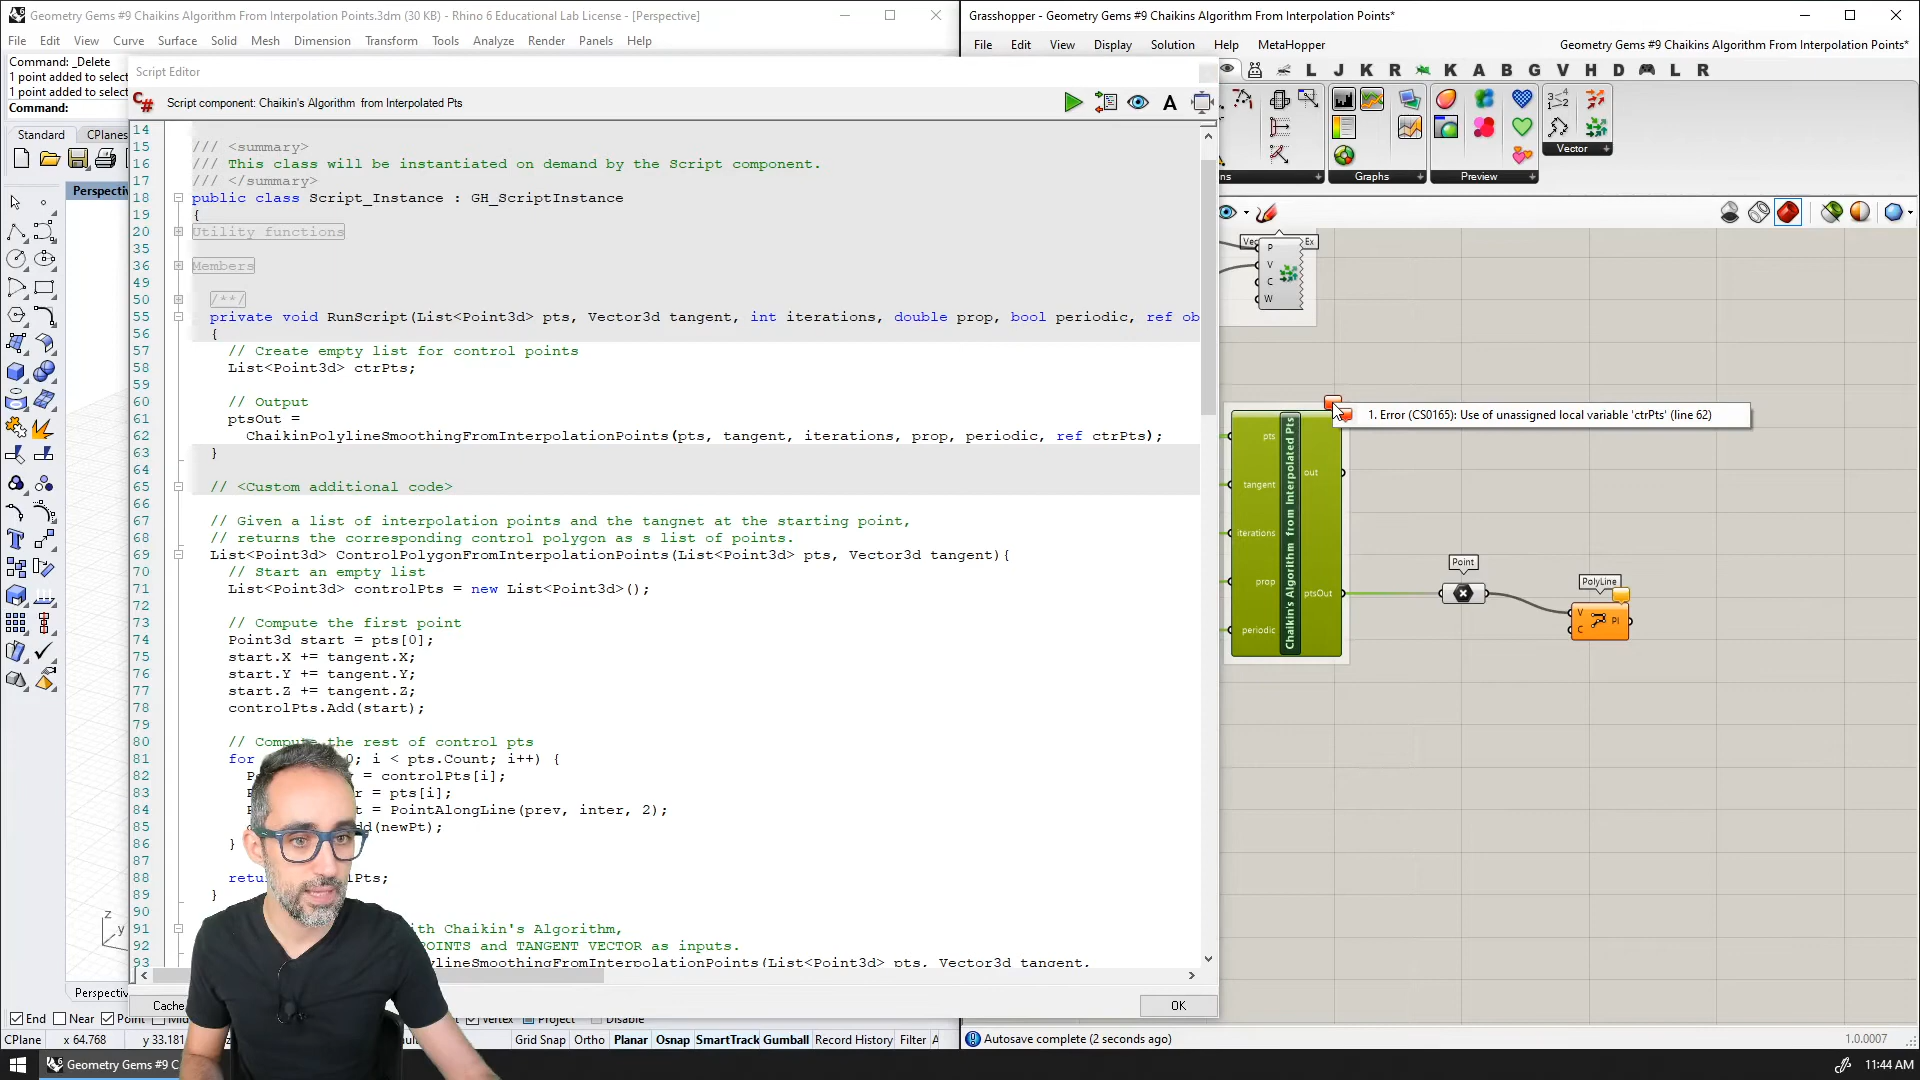 Geometry Gems #9 Chaikins Algorithm From Interpolation Points.3dm (30 KB) - Rhino 6 Educational Lab License - [Perspective]
File Edit View Curve Surface Solid Mesh Dimension Transform Tools Analyze Render Panels Help
Command: _Delete
1 point added to select
1 point added to select
Command:
Standard CPlanes
Perspectiv
Script Editor
C# Script component: Chaikin's Algorithm from Interpolated Pts
A
14
15 /// <summary>
16 /// This class will be instantiated on demand by the Script component.
17 /// </summary>
18 public class Script_Instance : GH_ScriptInstance
19 {
20 Utility functions
35
36 Members
49
50 /**/
55 private void RunScript(List<Point3d> pts, Vector3d tangent, int iterations, double prop, bool periodic, ref ob
56 {
57 // Create empty list for control points
58 List<Point3d> ctrPts;
59
60 // Output
61 ptsOut =
62 ChaikinPolylineSmoothingFromInterpolationPoints(pts, tangent, iterations, prop, periodic, ref ctrPts);
63 }
64
65 // <Custom additional code>
66
67 // Given a list of interpolation points and the tangnet at the starting point,
68 // returns the corresponding control polygon as s list of points.
69 List<Point3d> ControlPolygonFromInterpolationPoints(List<Point3d> pts, Vector3d tangent){
70 // Start an empty list
71 List<Point3d> controlPts = new List<Point3d>();
72
73 // Compute the first point
74 Point3d start = pts[0];
75 start.X += tangent.X;
76 start.Y += tangent.Y;
77 start.Z += tangent.Z;
78 controlPts.Add(start);
79
80 // Compute the rest of control pts
81 for 0; i < pts.Count; i++) {
82 = controlPts[i];
83 = pts[i];
84 = PointAlongLine(prev, inter, 2);
85 (newPt);
86 }
87
88 retu lPts;
89 }
90
91 ith Chaikin's Algorithm,
92 POINTS and TANGENT VECTOR as inputs.
93 lineSmoothingFromInterpolationPoints(List<Point3d> pts, Vector3d tangent,
Cache OK
z y
Perspectiv
End Near Point Mid Vertex Project Disable
CPlane x 64.768 y 33.181 Grid Snap Ortho Planar Osnap SmartTrack Gumball Record History Filter A
Geometry Gems #9 C
Grasshopper - Geometry Gems #9 Chaikins Algorithm From Interpolation Points*
File Edit View Display Solution Help MetaHopper Geometry Gems #9 Chaikins Algorithm From Interpolation Points*
L J K R K A B G V H D L R
ns Graphs Preview Vector
Vec Ex
P
V
C
W
1. Error (CS0165): Use of unassigned local variable 'ctrPts' (line 62)
pts
tangent
iterations
prop
periodic
Chaikin's Algorithm from Interpolated Pts
out
ptsOut
Point
PolyLine
V
C
Pl
Autosave complete (2 seconds ago) 1.0.0007
11:44 AM